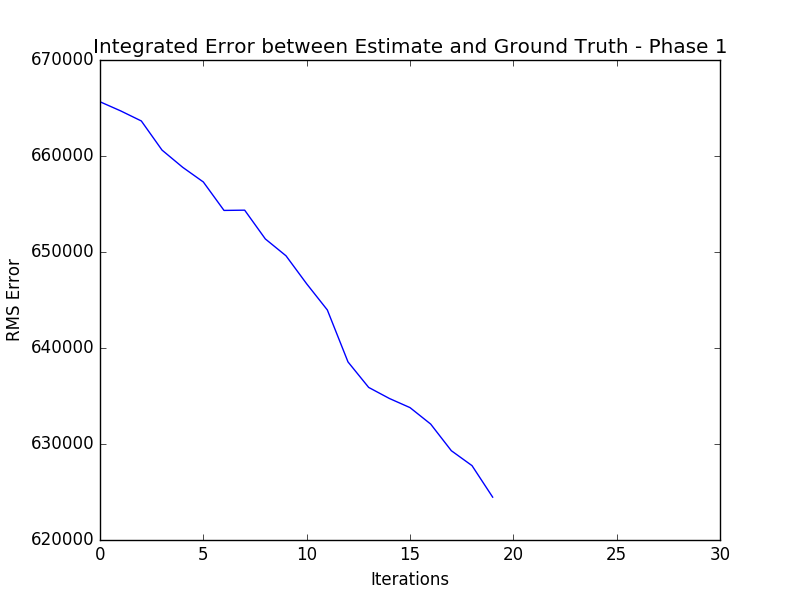 Integrated Error between Estimate and Ground Truth - Phase 1
670000
660000
650000
640000
630000
620000
RMS Error
0 5 10 15 20 25 30
Iterations